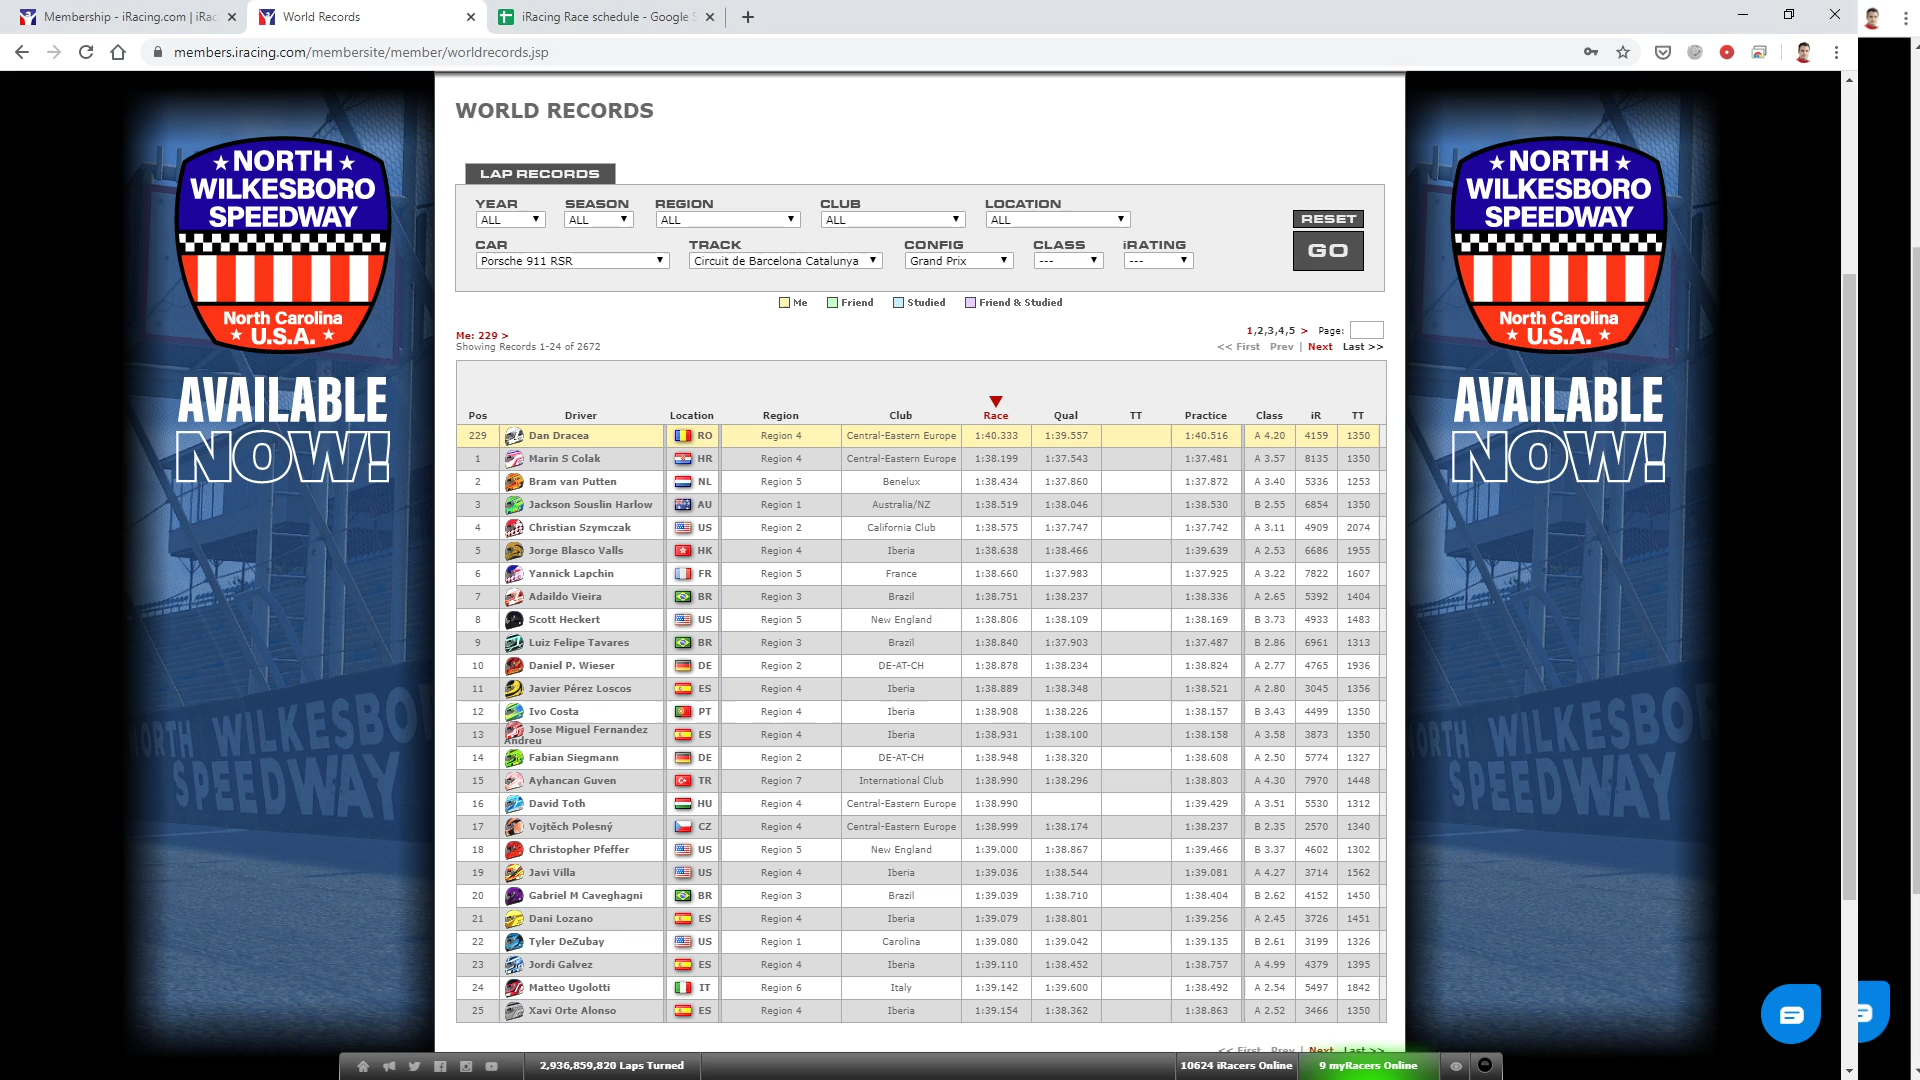 Membership - iRacing.com | iRac
World Records
iRacing Race schedule - Google S
members.iracing.com/membersite/member/worldrecords.jsp
WORLD RECORDS
LAP RECORDS
YEAR SEASON REGION CLUB LOCATION
ALL ALL ALL ALL ALL
RESET
CAR TRACK CONFIG CLASS iRATING
Porsche 911 RSR Circuit de Barcelona Catalunya Grand Prix --- ---
GO
Me Friend Studied Friend & Studied
Me: 229 >
1,2,3,4,5 > Page:
Showing Records 1-24 of 2672
<< First Prev | Next Last >>
Pos Driver Location Region Club Race Qual TT Practice Class iR TT
229 Dan Dracea RO Region 4 Central-Eastern Europe 1:40.333 1:39.557 1:40.516 A 4.20 4159 1350
1 Marin S Colak HR Region 4 Central-Eastern Europe 1:38.199 1:37.543 1:37.481 A 3.57 8135 1350
2 Bram van Putten NL Region 5 Benelux 1:38.434 1:37.860 1:37.872 A 3.40 5336 1253
3 Jackson Souslin Harlow AU Region 1 Australia/NZ 1:38.519 1:38.046 1:38.530 B 2.55 6854 1350
4 Christian Szymczak US Region 2 California Club 1:38.575 1:37.747 1:37.742 A 3.11 4909 2074
5 Jorge Blasco Valls HK Region 4 Iberia 1:38.638 1:38.466 1:39.639 A 2.53 6686 1955
6 Yannick Lapchin FR Region 5 France 1:38.660 1:37.983 1:37.925 A 3.22 7822 1607
7 Adaildo Vieira BR Region 3 Brazil 1:38.751 1:38.237 1:38.336 A 2.65 5392 1404
8 Scott Heckert US Region 5 New England 1:38.806 1:38.109 1:38.169 B 3.73 4933 1483
9 Luiz Felipe Tavares BR Region 3 Brazil 1:38.840 1:37.903 1:37.487 B 2.86 6961 1313
10 Daniel P. Wieser DE Region 2 DE-AT-CH 1:38.878 1:38.234 1:38.824 A 2.77 4765 1936
11 Javier Pérez Loscos ES Region 4 Iberia 1:38.889 1:38.348 1:38.521 A 2.80 3045 1356
12 Ivo Costa PT Region 4 Iberia 1:38.908 1:38.226 1:38.157 B 3.43 4499 1350
13 Jose Miguel Fernandez Andreu ES Region 4 Iberia 1:38.931 1:38.100 1:38.158 A 3.58 3873 1350
14 Fabian Siegmann DE Region 2 DE-AT-CH 1:38.948 1:38.320 1:38.608 A 2.50 5774 1327
15 Ayhancan Guven TR Region 7 International Club 1:38.990 1:38.296 1:38.803 A 4.30 7970 1448
16 David Toth HU Region 4 Central-Eastern Europe 1:38.990 1:39.429 A 3.51 5530 1312
17 Vojtěch Polesný CZ Region 4 Central-Eastern Europe 1:38.999 1:38.174 1:38.237 B 2.35 2570 1340
18 Christopher Pfeffer US Region 5 New England 1:39.000 1:38.867 1:39.466 B 3.37 4602 1302
19 Javi Villa US Region 4 Iberia 1:39.036 1:38.544 1:39.081 A 4.27 3714 1562
20 Gabriel M Caveghagni BR Region 3 Brazil 1:39.039 1:38.710 1:38.404 B 2.62 4152 1450
21 Dani Lozano ES Region 4 Iberia 1:39.079 1:38.801 1:39.256 A 2.45 3726 1451
22 Tyler DeZubay US Region 1 Carolina 1:39.080 1:39.042 1:39.135 B 2.61 3199 1326
23 Jordi Galvez ES Region 4 Iberia 1:39.110 1:38.452 1:38.757 A 4.99 4379 1395
24 Matteo Ugolotti IT Region 6 Italy 1:39.142 1:39.600 1:38.492 A 2.54 5497 1842
25 Xavi Orte Alonso ES Region 4 Iberia 1:39.154 1:38.362 1:38.863 A 2.52 3466 1350
<< First Prev | Next Last >>
2,936,859,820 Laps Turned
10624 iRacers Online
9 myRacers Online
NORTH
WILKESBORO
SPEEDWAY
North Carolina
U.S.A.
AVAILABLE
NOW!
NORTH WILKESBO
SPEEDWAY
NORTH
WILKESBORO
SPEEDWAY
North Carolina
U.S.A.
AVAILABLE
NOW!
ORTH WILKESBORO
SPEEDWAY